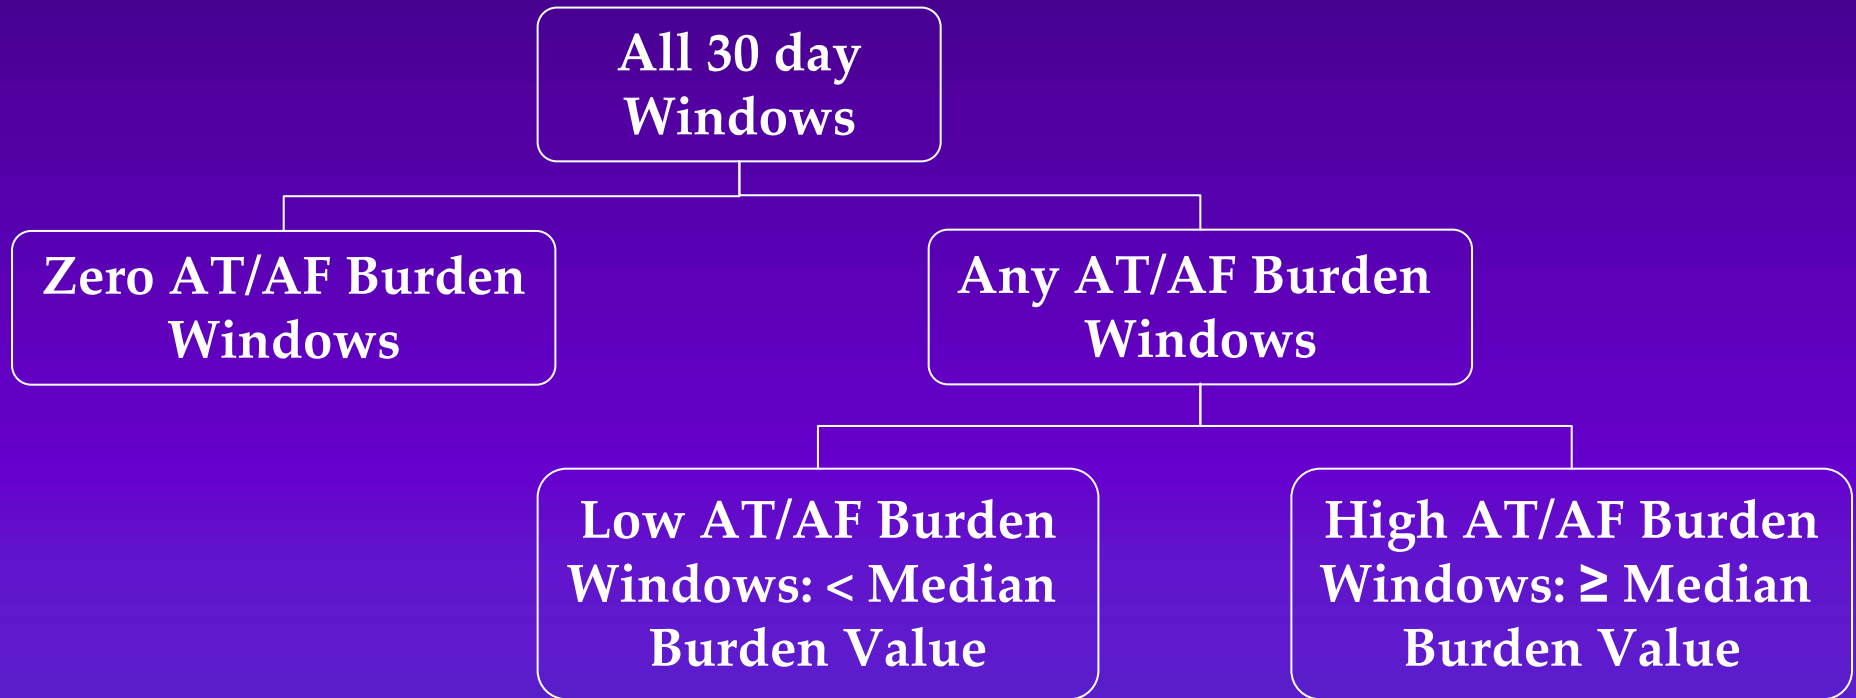 All 30 day
Windows
Zero AT/AF Burden
Windows
Any AT/AF Burden
Windows
Low AT/AF Burden
Windows: < Median
Burden Value
High AT/AF Burden
Windows: ≥ Median
Burden Value